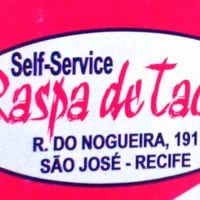 Self-Service
Raspa de Tac
R. DO NOGUEIRA, 191
SÃO JOSÉ - RECIFE